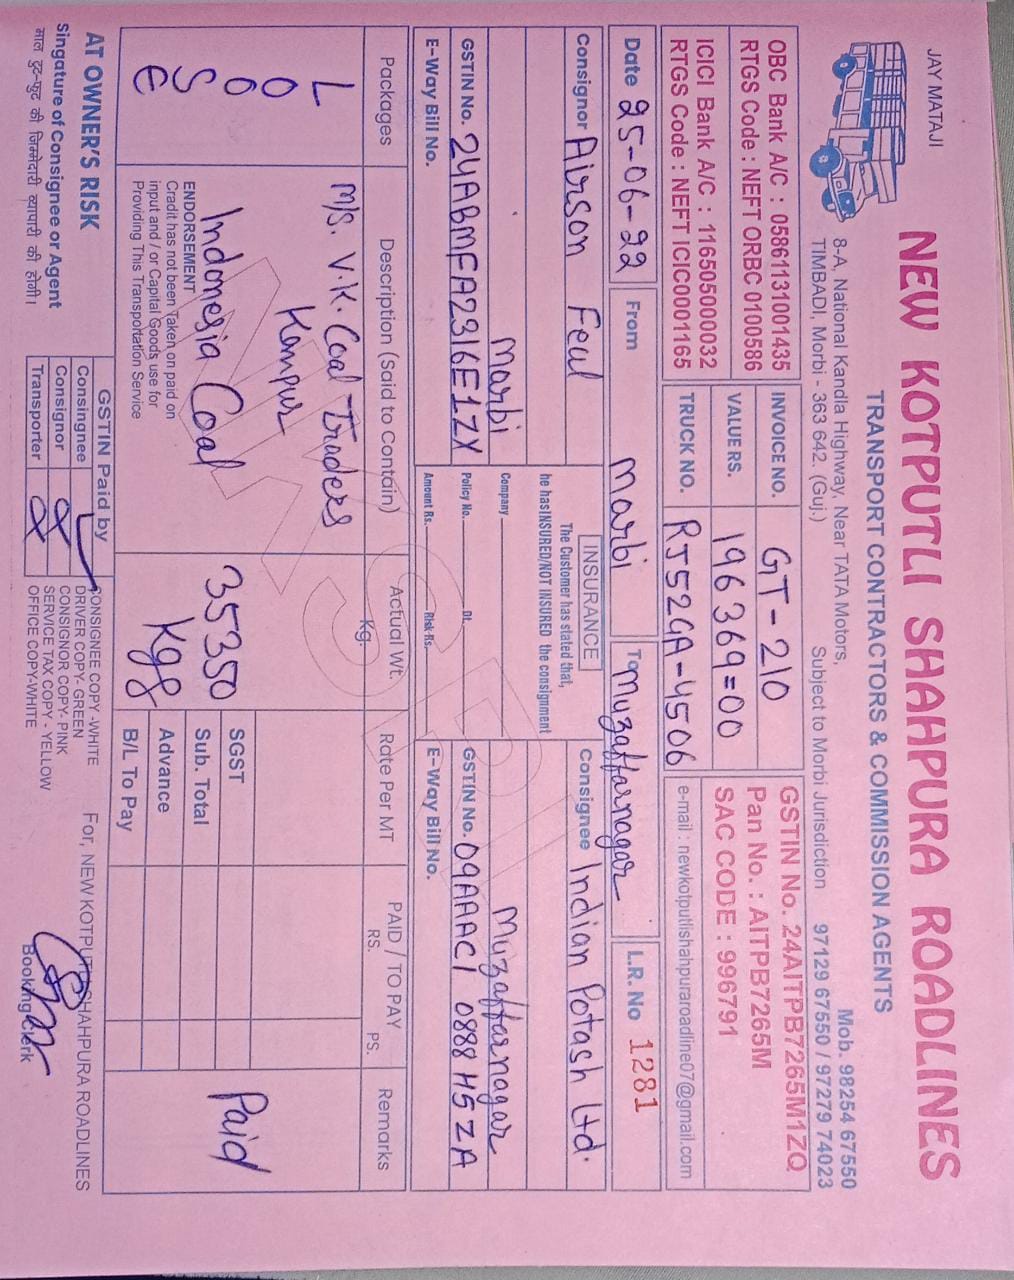 JAY MATAJI
NEW KOTPUTLI SHAHPURA ROADLINES
TRANSPORT CONTRACTORS & COMMISSION AGENTS
8-A, National Kandla Highway, Near TATA Motors,
TIMBADI, Morbi - 363 642. (Guj.)
Subject to Morbi Jurisdiction
Mob. 98254 67550
97129 67550 / 97279 74023
OBC Bank A/C : 05861131001435
RTGS Code : NEFT ORBC 0100586
ICICI Bank A/C : 116505000032
RTGS Code : NEFT ICIC0001165
INVOICE NO. GT-210
VALUE RS. 196369=00
TRUCK NO. RJ52GA-4506
GSTIN No. 24AITPB7265M1ZQ
Pan No. : AITPB7265M
SAC CODE : 996791
e-mail : newkotputlishahpuraroadline07@gmail.com
Date 25-06-22 From Marbi To Muzaffarnagar L.R. No 1281
Consignor Airson Feul
Marbi
GSTIN No. 24ABMFA2316E1ZX
E-Way Bill No.
INSURANCE
The Customer has stated that,
he has INSURED/NOT INSURED the consignment
Company
Policy No. Dt.
Amount Rs. Risk Rs.
Consignee Indian Potash Ltd.
Muzaffarnagar
GSTIN No. 09AAACI 0888 H5ZA
E- Way Bill No.
Packages Description (Said to Contain) Actual Wt. Kg. Rate Per MT PAID / TO PAY RS. PS. Remarks
LOOSE
M/S. V.K. Coal Traders
Kanpur
ENDORSEMENT
Cradit has not been Taken on paid on
input and / or Capital Goods use for
Providing This Transportation Service
Indonesia Coal
35350
Kgs
SGST
Sub. Total
Advance
B/L To Pay
Paid
AT OWNER'S RISK
Singature of Consignee or Agent
माल टूट-फूट की जिम्मेदारी व्यापारी की होगी।
GSTIN Paid by
Consingnee
Consignor
Transporter
CONSIGNEE COPY -WHITE
DRIVER COPY- GREEN
CONSIGNOR COPY- PINK
SERVICE TAX COPY - YELLOW
OFFICE COPY-WHITE
For, NEW KOTPUTLI SHAHPURA ROADLINES
Booking Clerk